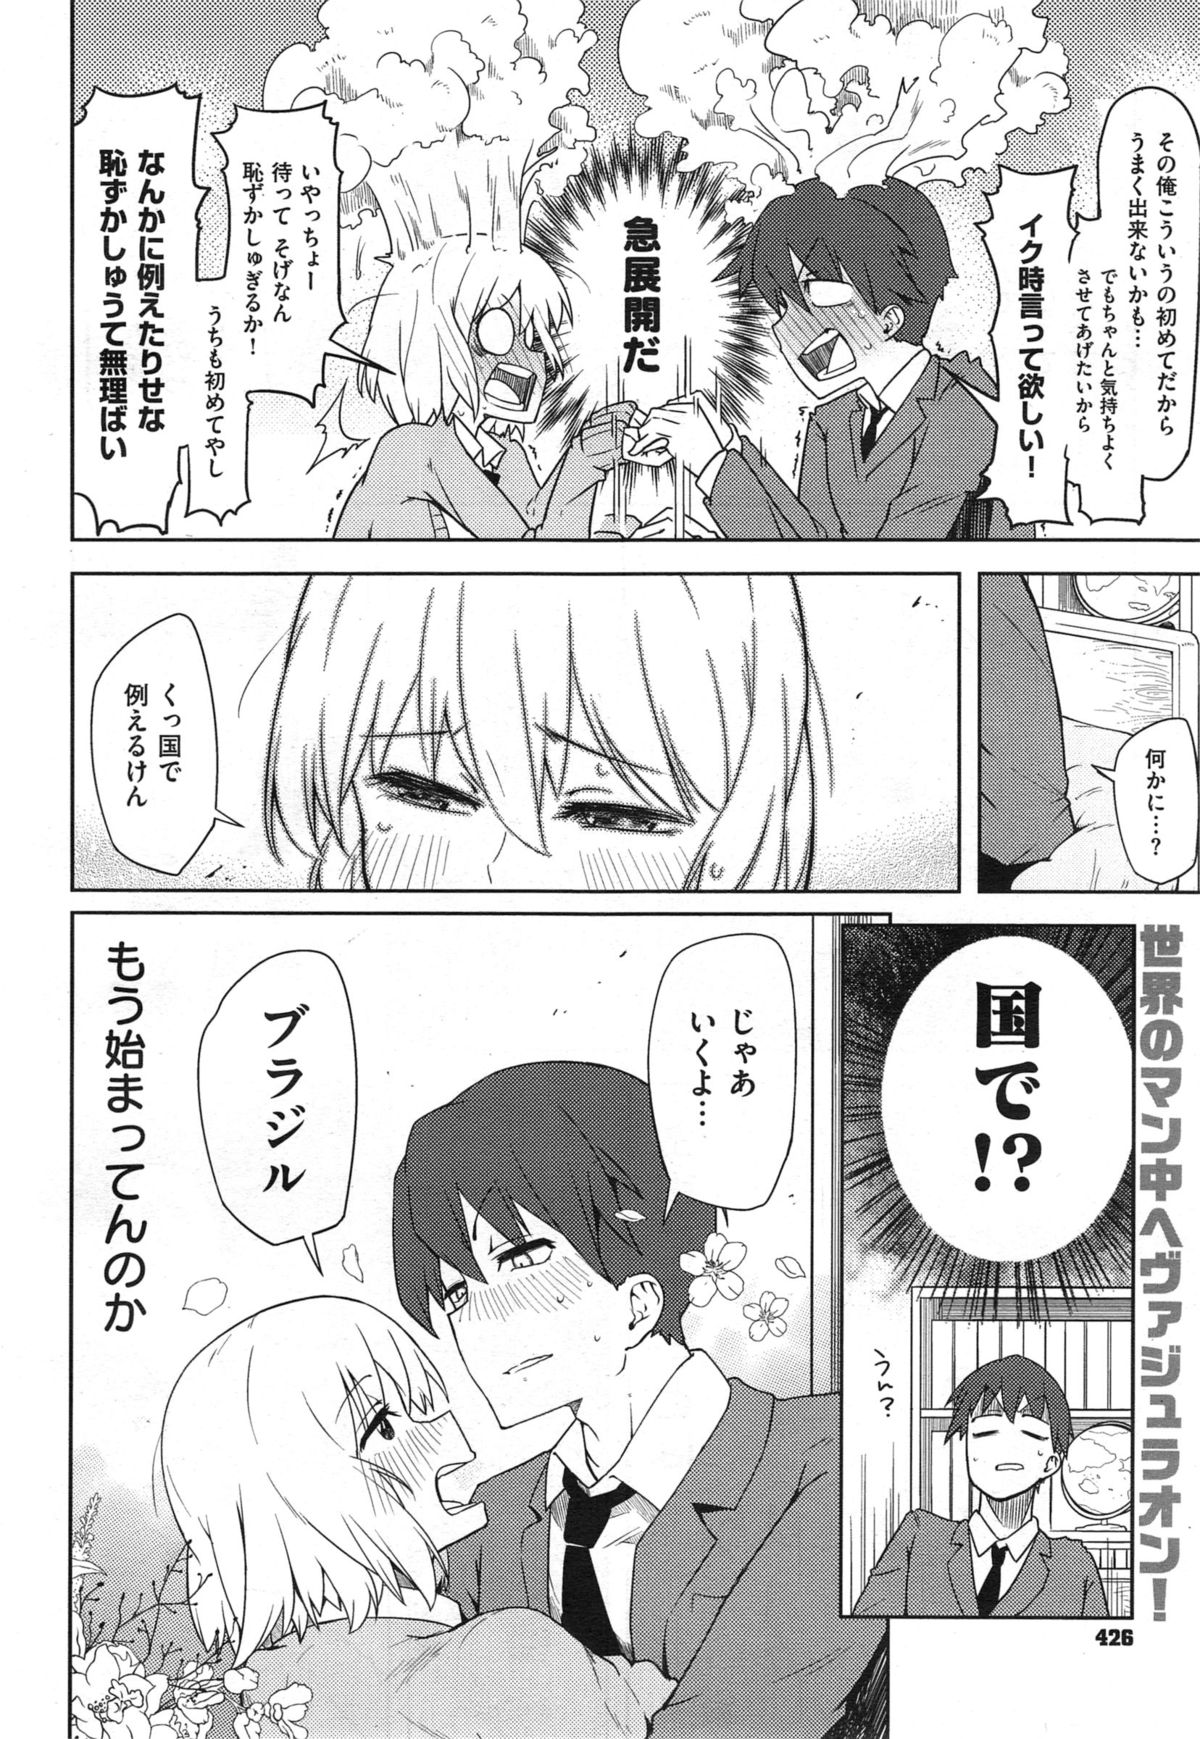 その俺こういうの初めてだから
うまく出来ないかも…
でもちゃんと気持ちよく
させてあげたいから
イク時言って欲しい！
急展開だ
いやっちょー
待って そげなん
恥ずかしゅぎるか！
うちも初めてやし
なんかに例えたりせな
恥ずかしゅうて無理ばい
何かに…？
くっ国で
例えるけん
世界のマン中へヴァジュラオン！
国で！？
うん？
じゃあ
いくよ…
ブラジル
もう始まってんのか
426